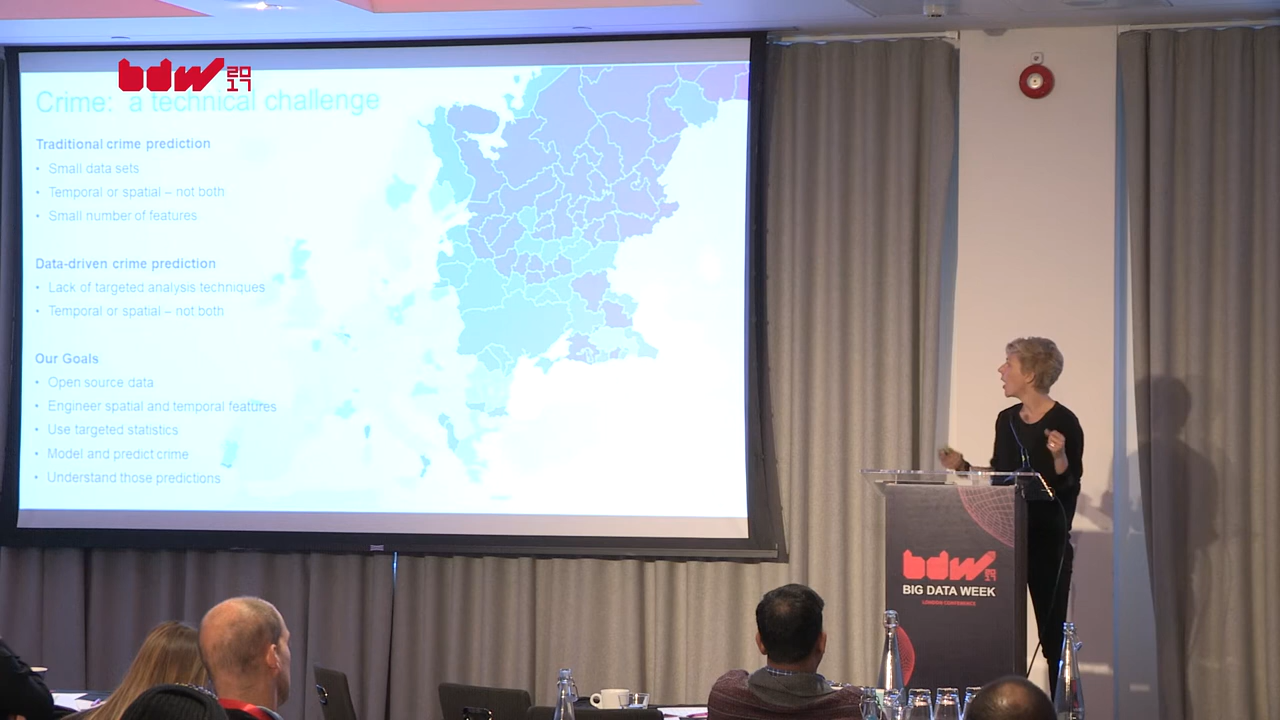 bdw 2017
Crime: a technical challenge
Traditional crime prediction
• Small data sets
• Temporal or spatial – not both
• Small number of features
Data-driven crime prediction
• Lack of targeted analysis techniques
• Temporal or spatial – not both
Our Goals
• Open source data
• Engineer spatial and temporal features
• Use targeted statistics
• Model and predict crime
• Understand those predictions
bdw 2017
BIG DATA WEEK
LONDON CONFERENCE